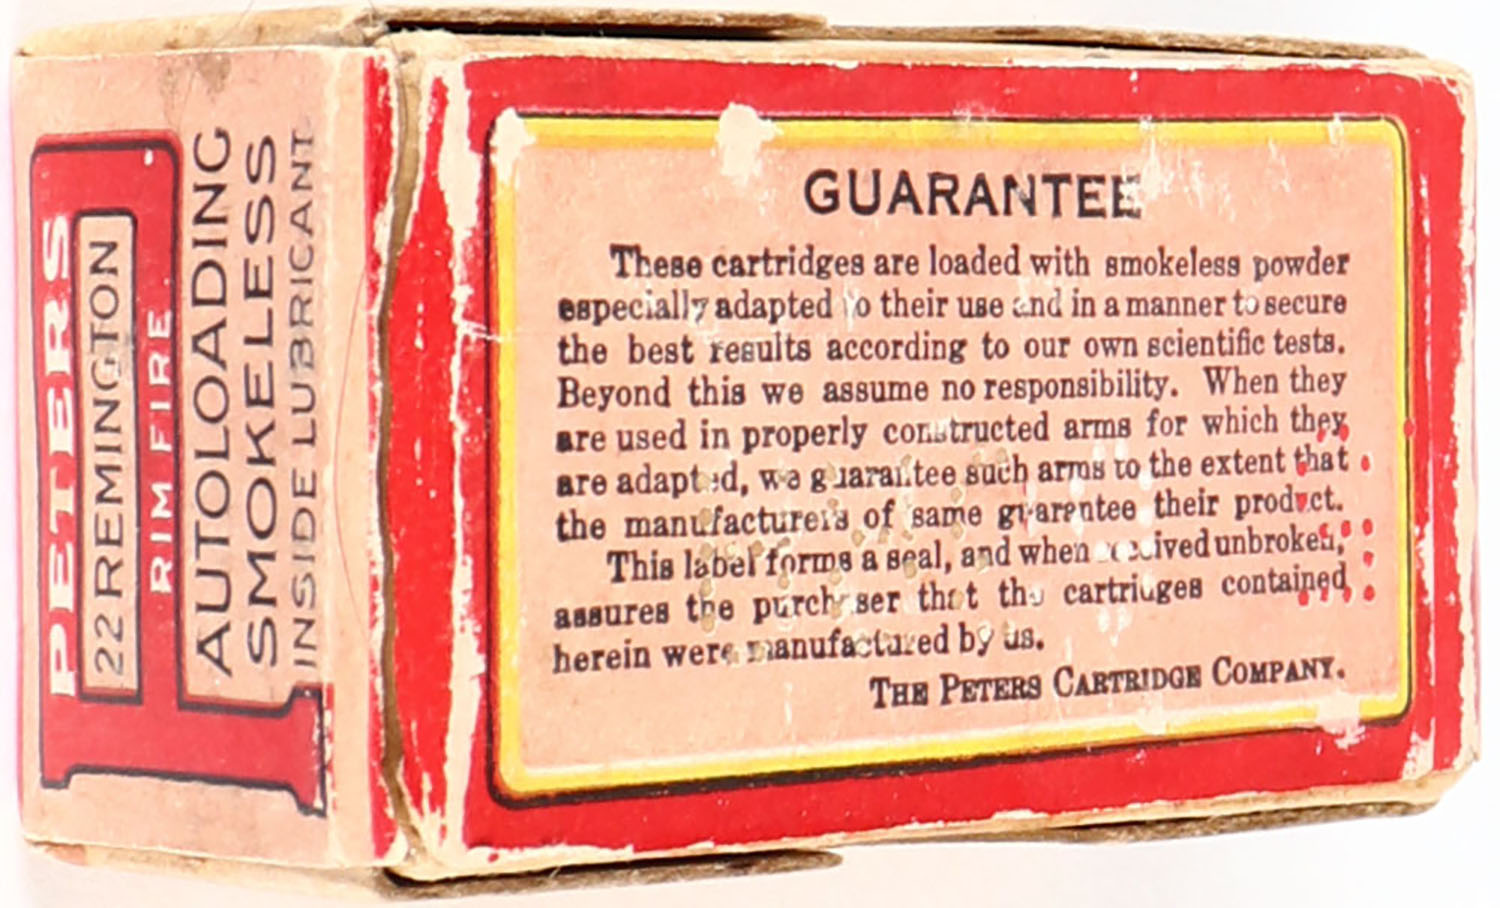 PETERS
22 REMINGTON
RIM FIRE
AUTOLOADING
SMOKELESS
INSIDE LUBRICANT
GUARANTEE
These cartridges are loaded with smokeless powder
especially adapted to their use and in a manner to secure
the best results according to our own scientific tests.
Beyond this we assume no responsibility. When they
are used in properly constructed arms for which they
are adapted, we guarantee such arms to the extent that
the manufacturers of same guarantee their product.
This label forms a seal, and when received unbroken,
assures the purchaser that the cartridges contained
herein were manufactured by us.
THE PETERS CARTRIDGE COMPANY.